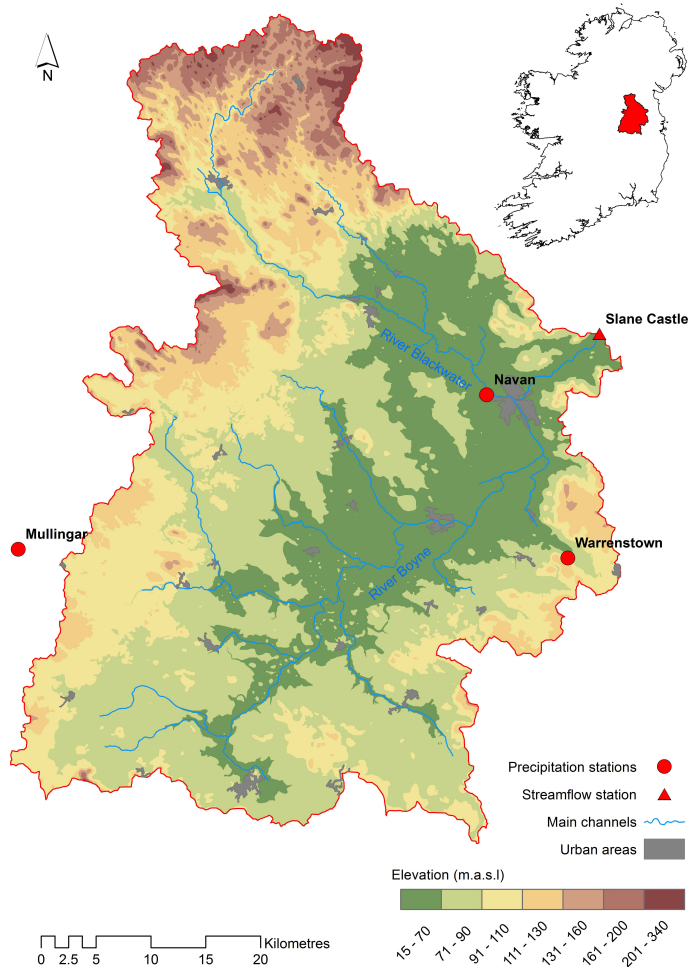 N
Slane Castle
River Blackwater
Navan
Mullingar
Warrenstown
River Boyne
Precipitation stations
Streamflow station
Main channels
Urban areas
Elevation (m.a.s.l)
15 - 70
71 - 90
91 - 110
111 - 130
131 - 160
161 - 200
201 - 340
Kilometres
0 2.5 5 10 15 20